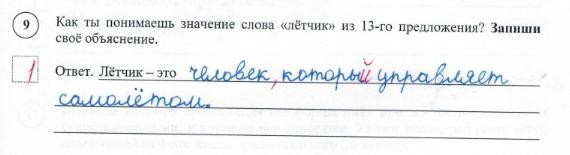 9 Как ты понимаешь значение слова «лётчик» из 13-го предложения? Запиши
своё объяснение.
1 Ответ. Лётчик – это человек, который управляет
самолётом.